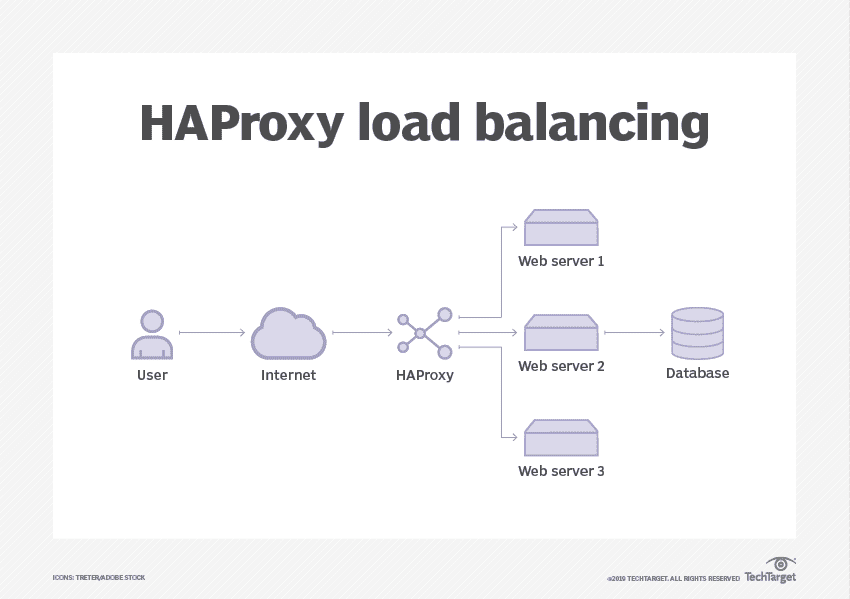 HAProxy load balancing
Web server 1
User
Internet
HAProxy
Web server 2
Database
Web server 3
ICONS: TRETER/ADOBE STOCK
©2019 TECHTARGET. ALL RIGHTS RESERVED
TechTarget